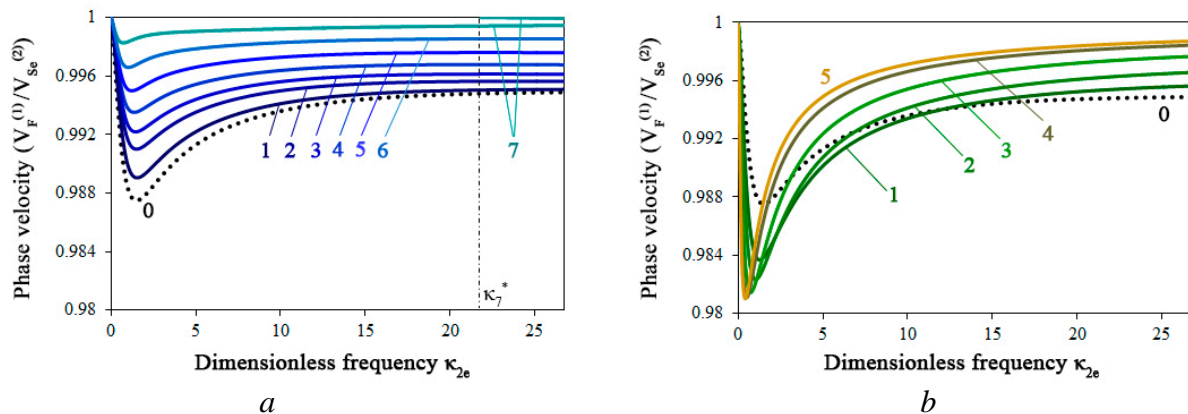 Phase velocity (V_F^(1)/V_Se^(2))
1
0.996
0.992
0.988
0.984
0.98
0 5 10 15 20 25
1 2 3 4 5 6
7
0
κ_7^*
Dimensionless frequency κ_2e
a
Phase velocity (V_F^(1)/V_Se^(2))
1
0.996
0.992
0.988
0.984
0.98
0 5 10 15 20 25
5
4
0
3
2
1
Dimensionless frequency κ_2e
b